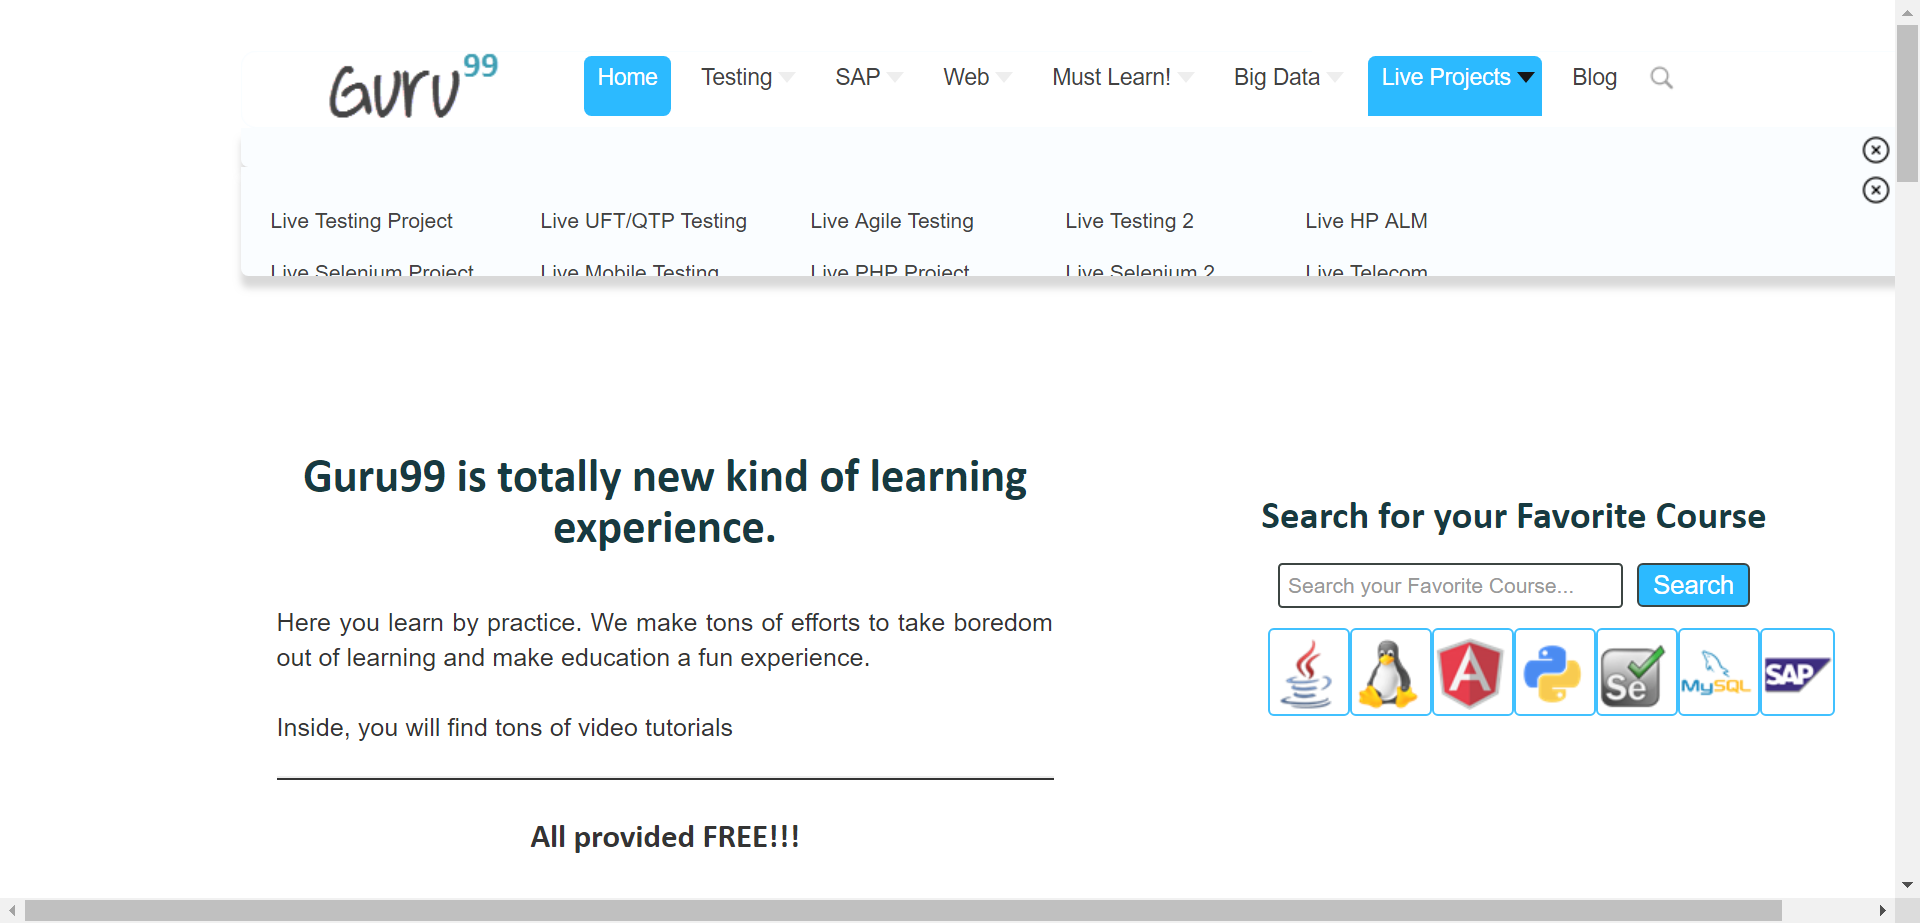 Guru99
Home Testing SAP Web Must Learn! Big Data Live Projects Blog
Live Testing Project Live UFT/QTP Testing Live Agile Testing Live Testing 2 Live HP ALM
Live Selenium Project Live Mobile Testing Live PHP Project Live Selenium 2 Live Telecom
Guru99 is totally new kind of learning
experience.
Here you learn by practice. We make tons of efforts to take boredom
out of learning and make education a fun experience.
Inside, you will find tons of video tutorials
All provided FREE!!!
Search for your Favorite Course
Search your Favorite Course... Search
A Se MySQL SAP